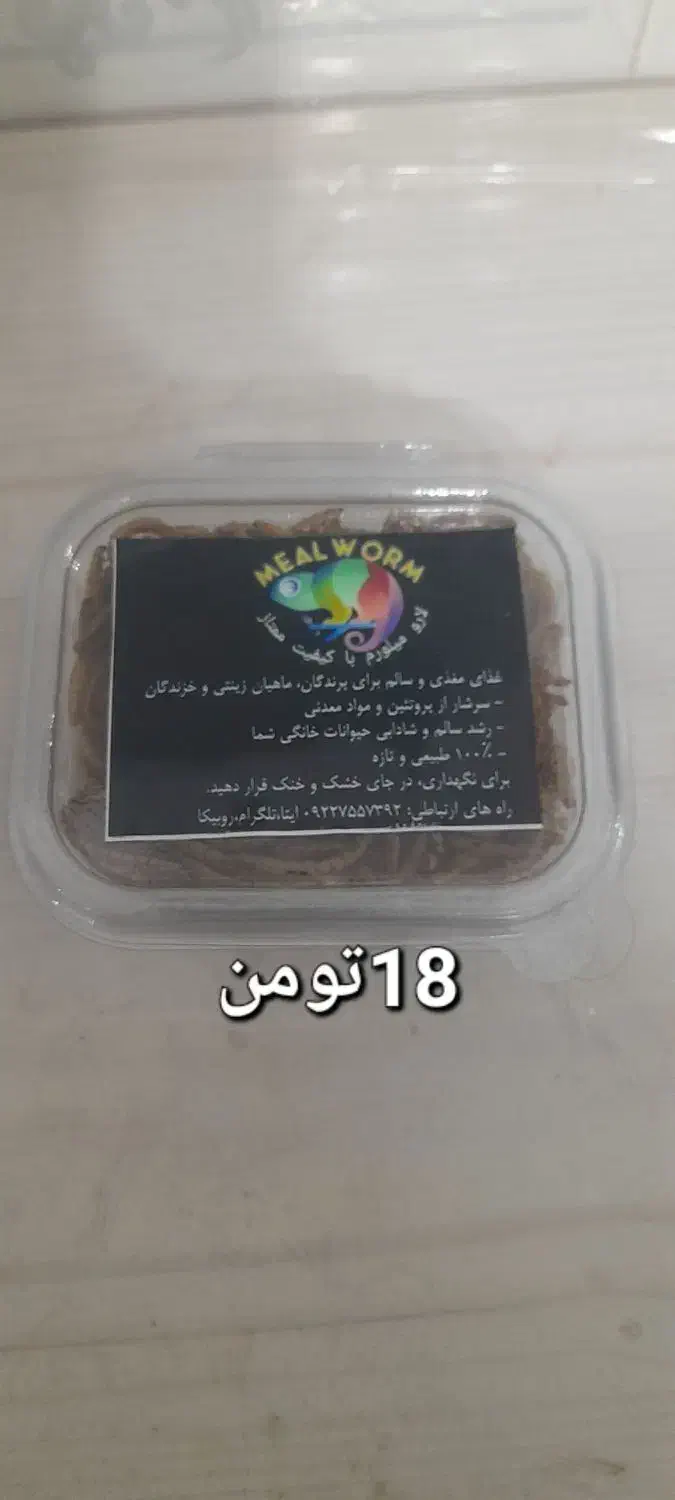 MEAL WORM
لارو میلورم با کیفیت ممتاز
غذای مغذی و سالم برای پرندگان، ماهیان زینتی و خزندگان
- سرشار از پروتئین و مواد معدنی
- رشد سالم و شادابی حیوانات خانگی شما
- ۱۰۰٪ طبیعی و تازه
برای نگهداری، در جای خشک و خنک قرار دهید.
راه های ارتباطی: ۰۹۲۲۷۵۵۷۳۹۲ ایتا،تلگرام،روبیکا
18تومن